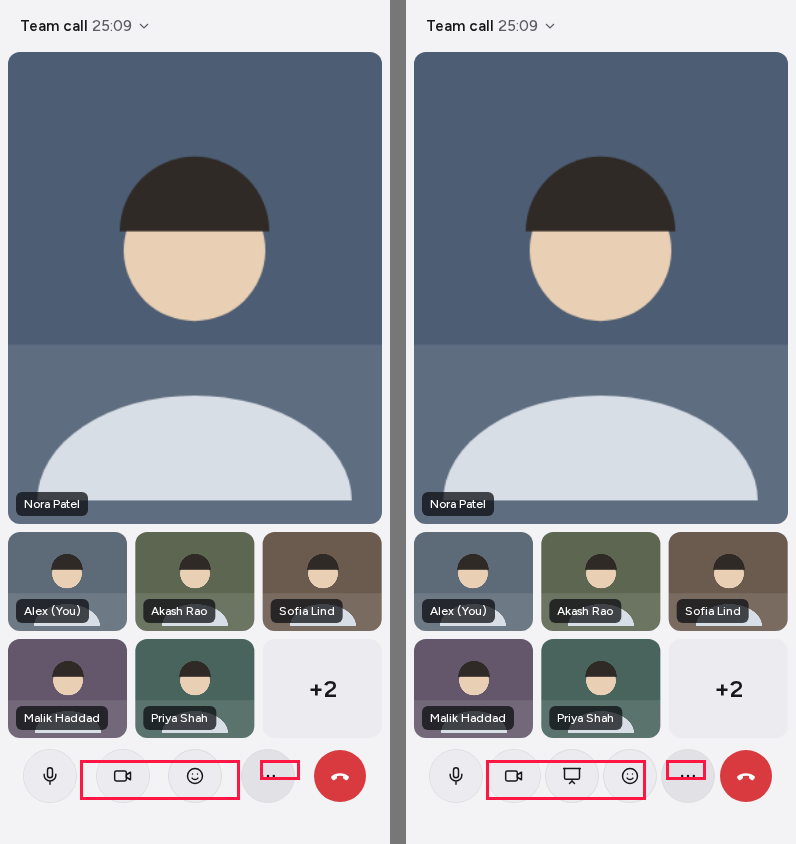 Team call 25:09
Nora Patel
Alex (You)
Akash Rao
Sofia Lind
Malik Haddad
Priya Shah
+2
Team call 25:09
Nora Patel
Alex (You)
Akash Rao
Sofia Lind
Malik Haddad
Priya Shah
+2